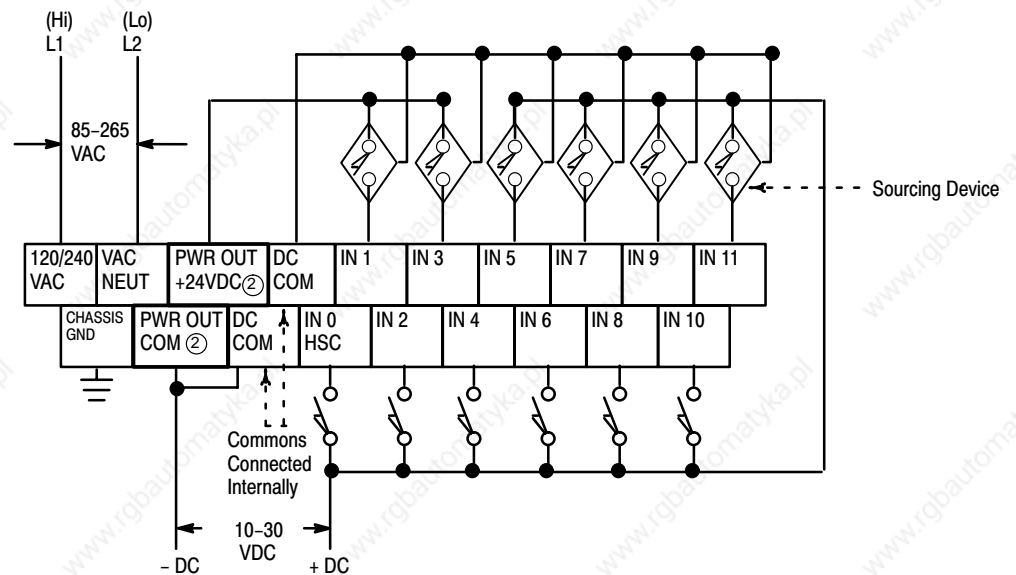 (Hi)
L1
(Lo)
L2
85–265
VAC
Sourcing Device
120/240
VAC
VAC
NEUT
PWR OUT
+24VDC②
DC
COM
IN 1
IN 3
IN 5
IN 7
IN 9
IN 11
CHASSIS
GND
PWR OUT
COM ②
DC
COM
IN 0
HSC
IN 2
IN 4
IN 6
IN 8
IN 10
Commons
Connected
Internally
10–30
VDC
– DC
+ DC
www.rgbautomatyka.pl